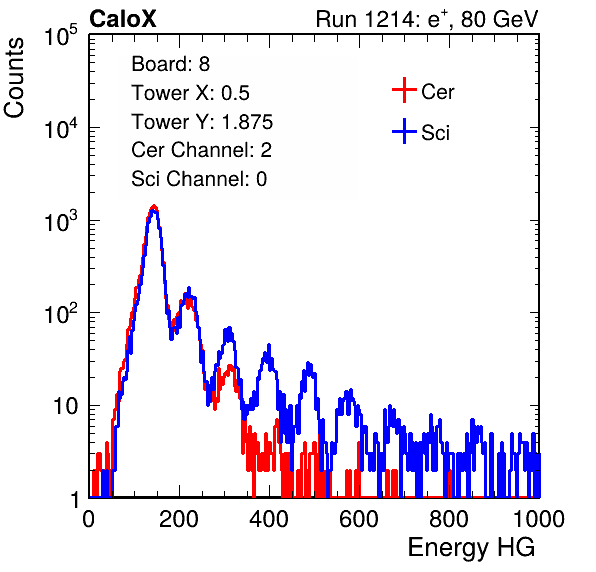 CaloX Run 1214: e⁺, 80 GeV
Counts
10⁵
10⁴
10³
10²
10
1
Board: 8
Tower X: 0.5
Tower Y: 1.875
Cer Channel: 2
Sci Channel: 0
Cer
Sci
0 200 400 600 800 1000
Energy HG